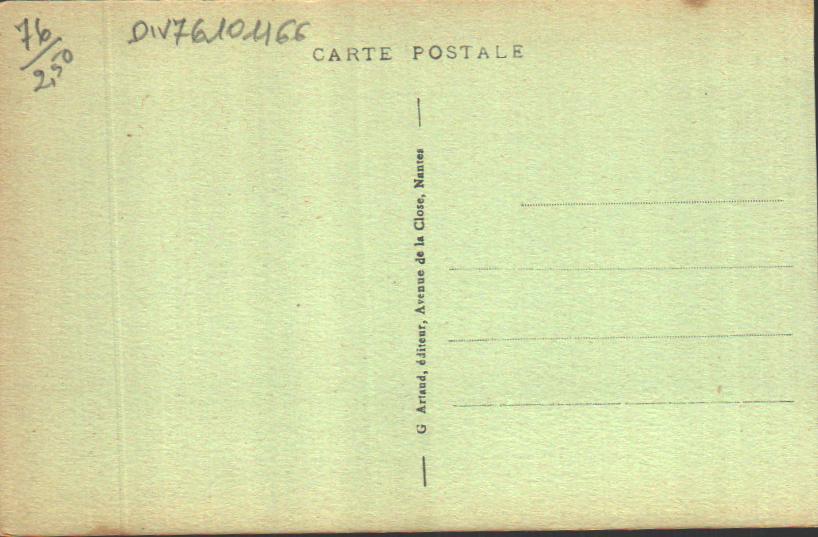 76
2,50
DIV76101166
CARTE POSTALE
G Artaud, éditeur, Avenue de la Close, Nantes